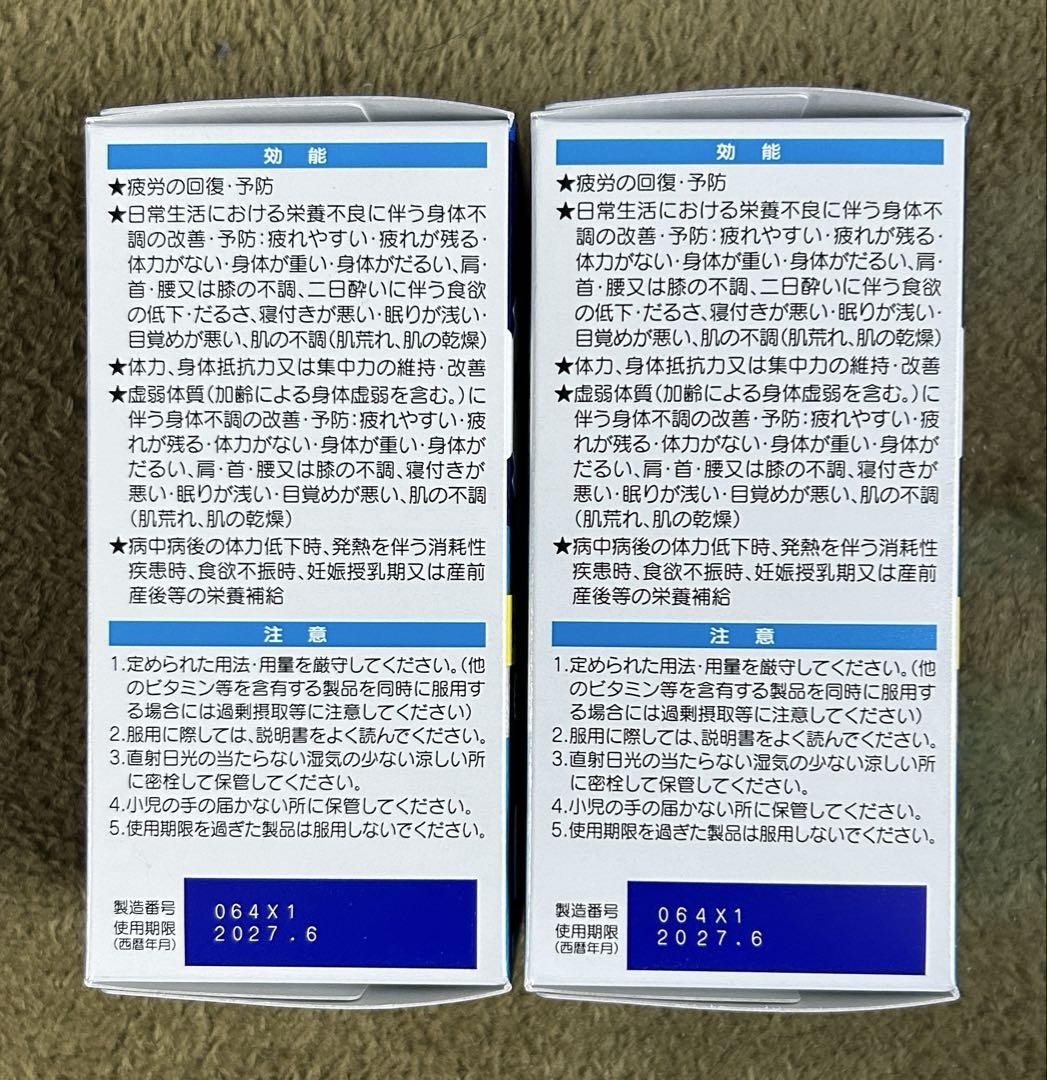 効能
★疲労の回復・予防
★日常生活における栄養不良に伴う身体不
調の改善・予防:疲れやすい・疲れが残る・
体力がない・身体が重い・身体がだるい、肩・
首・腰又は膝の不調、二日酔いに伴う食欲
の低下・だるさ、寝付きが悪い・眠りが浅い・
目覚めが悪い、肌の不調(肌荒れ、肌の乾燥)
★体力、身体抵抗力又は集中力の維持・改善
★虚弱体質(加齢による身体虚弱を含む。)に
伴う身体不調の改善・予防:疲れやすい・疲
れが残る・体力がない・身体が重い・身体が
だるい、肩・首・腰又は膝の不調、寝付きが
悪い・眠りが浅い・目覚めが悪い、肌の不調
(肌荒れ、肌の乾燥)
★病中病後の体力低下時、発熱を伴う消耗性
疾患時、食欲不振時、妊娠授乳期又は産前
産後等の栄養補給
注意
1.定められた用法・用量を厳守してください。(他
のビタミン等を含有する製品を同時に服用す
る場合には過剰摂取等に注意してください)
2.服用に際しては、説明書をよく読んでください。
3.直射日光の当たらない湿気の少ない涼しい所
に密栓して保管してください。
4.小児の手の届かない所に保管してください。
5.使用期限を過ぎた製品は服用しないでください。
製造番号 064X1
使用期限 2027.6
(西暦年月)
効能
★疲労の回復・予防
★日常生活における栄養不良に伴う身体不
調の改善・予防:疲れやすい・疲れが残る・
体力がない・身体が重い・身体がだるい、肩・
首・腰又は膝の不調、二日酔いに伴う食欲
の低下・だるさ、寝付きが悪い・眠りが浅い・
目覚めが悪い、肌の不調(肌荒れ、肌の乾燥)
★体力、身体抵抗力又は集中力の維持・改善
★虚弱体質(加齢による身体虚弱を含む。)に
伴う身体不調の改善・予防:疲れやすい・疲
れが残る・体力がない・身体が重い・身体が
だるい、肩・首・腰又は膝の不調、寝付きが
悪い・眠りが浅い・目覚めが悪い、肌の不調
(肌荒れ、肌の乾燥)
★病中病後の体力低下時、発熱を伴う消耗性
疾患時、食欲不振時、妊娠授乳期又は産前
産後等の栄養補給
注意
1.定められた用法・用量を厳守してください。(他
のビタミン等を含有する製品を同時に服用す
る場合には過剰摂取等に注意してください)
2.服用に際しては、説明書をよく読んでください。
3.直射日光の当たらない湿気の少ない涼しい所
に密栓して保管してください。
4.小児の手の届かない所に保管してください。
5.使用期限を過ぎた製品は服用しないでください。
製造番号 064X1
使用期限 2027.6
(西暦年月)